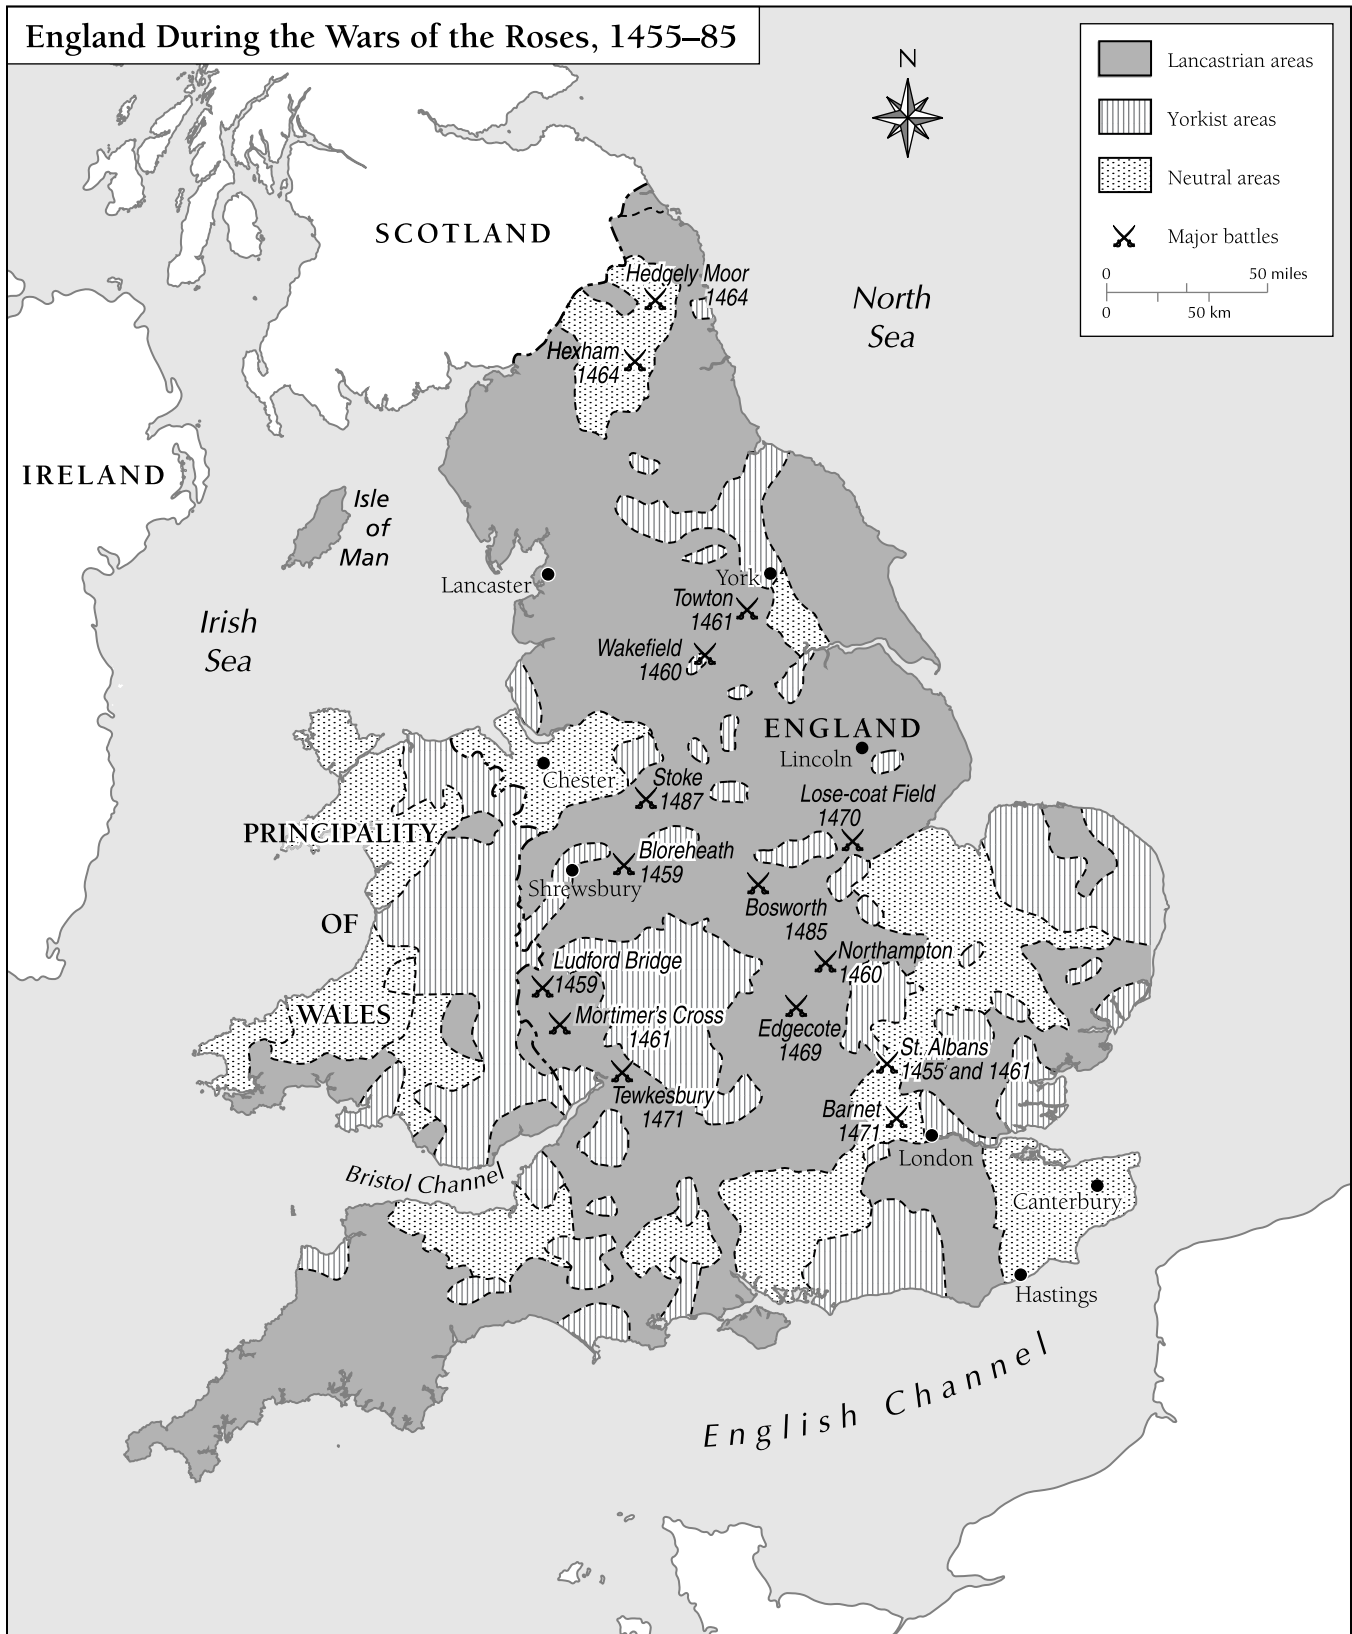 England During the Wars of the Roses, 1455–85
N
Lancastrian areas
Yorkist areas
Neutral areas
Major battles
0 50 miles
0 50 km
SCOTLAND
Hedgely Moor
1464
North
Sea
Hexham
1464
IRELAND
Isle
of
Man
Lancaster
York
Towton
1461
Irish
Sea
Wakefield
1460
ENGLAND
Lincoln
Chester
Stoke
1487
Lose-coat Field
1470
PRINCIPALITY
OF
WALES
Bloreheath
1459
Shrewsbury
Bosworth
1485
Northampton
1460
Ludford Bridge
1459
Mortimer's Cross
1461
Edgecote
1469
St. Albans
1455 and 1461
Tewkesbury
1471
Barnet
1471
London
Bristol Channel
Canterbury
Hastings
English Channel